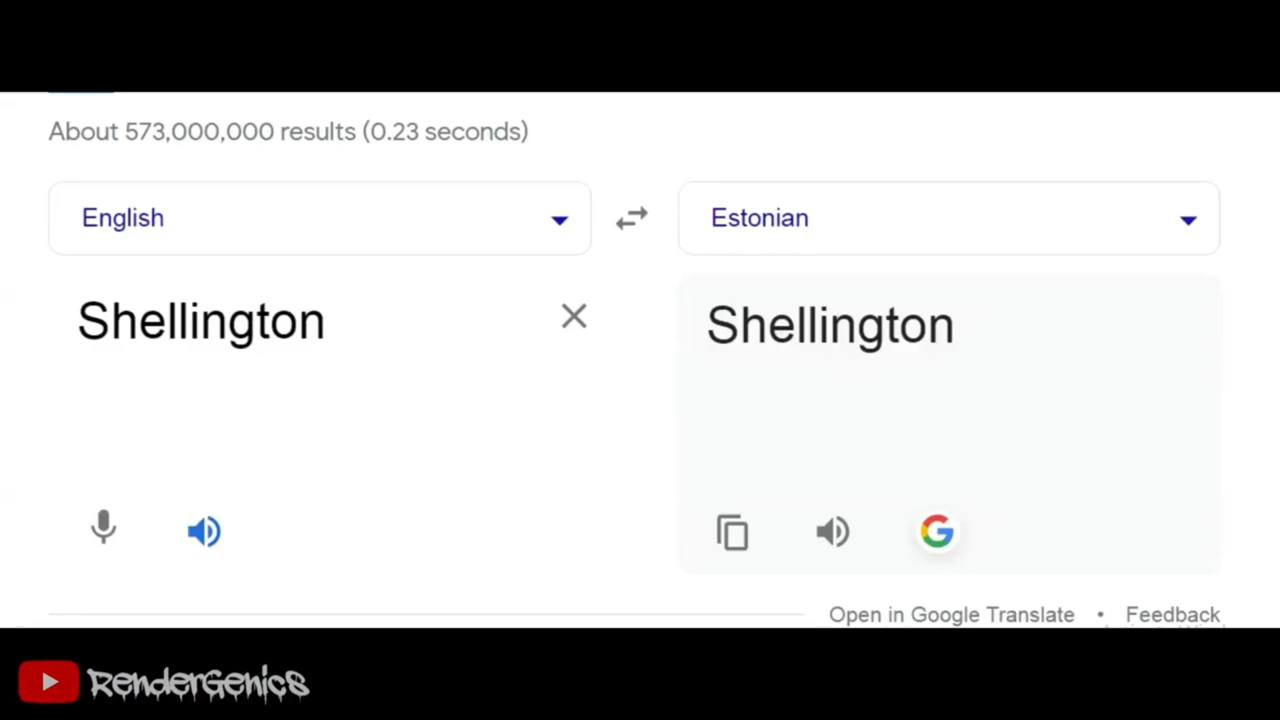 About 573,000,000 results (0.23 seconds)
English Estonian
Shellington Shellington
Open in Google Translate • Feedback
RenderGenics